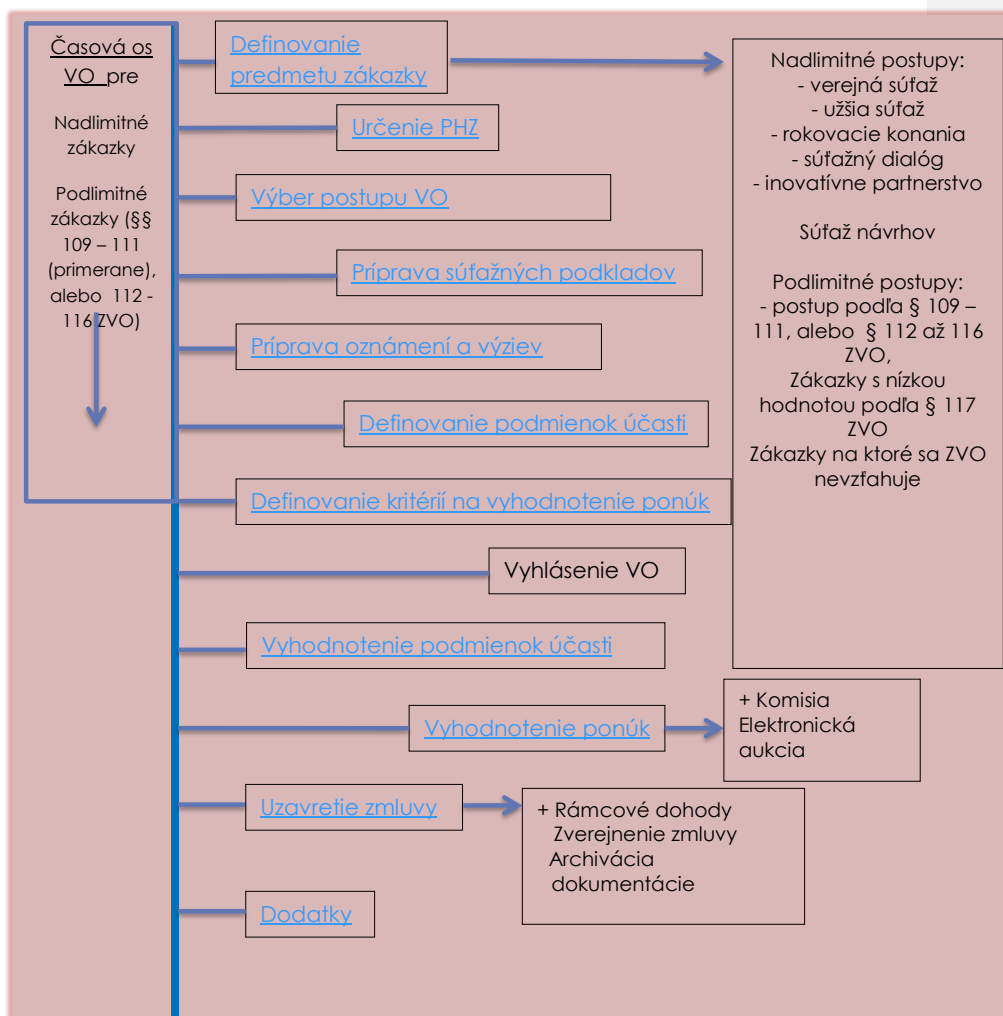 Časová os
VO pre
Nadlimitné
zákazky
Podlimitné
zákazky (§§
109 – 111
(primerane),
alebo 112 -
116 ZVO)
Definovanie
predmetu zákazky
Určenie PHZ
Výber postupu VO
Príprava súťažných podkladov
Príprava oznámení a výziev
Definovanie podmienok účasti
Definovanie kritérií na vyhodnotenie ponúk
Vyhlásenie VO
Vyhodnotenie podmienok účasti
Vyhodnotenie ponúk
Uzavretie zmluvy
Dodatky
Nadlimitné postupy:
- verejná súťaž
- užšia súťaž
- rokovacie konania
- súťažný dialóg
- inovatívne partnerstvo
Súťaž návrhov
Podlimitné postupy:
- postup podľa § 109 –
111, alebo § 112 až 116
ZVO,
Zákazky s nízkou
hodnotou podľa § 117
ZVO
Zákazky na ktoré sa ZVO
nevzťahuje
+ Komisia
Elektronická
aukcia
+ Rámcové dohody
Zverejnenie zmluvy
Archivácia
dokumentácie